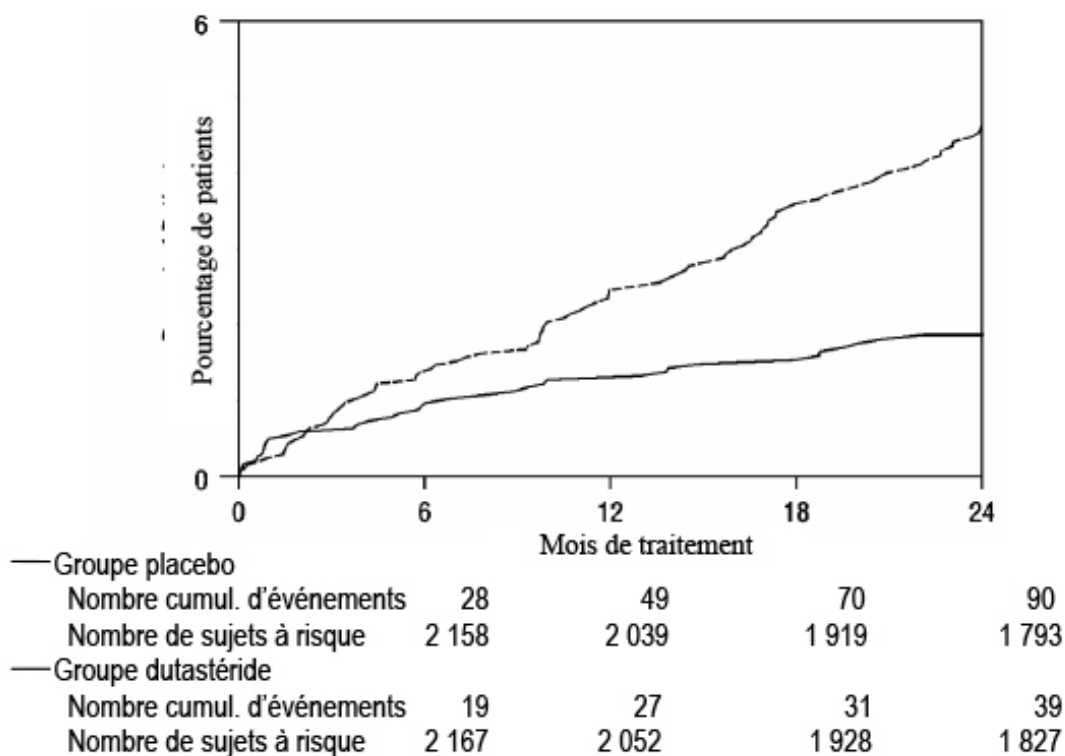 6
Pourcentage de patients
0
0 6 12 18 24
Mois de traitement
Groupe placebo
Nombre cumul. d'événements 28 49 70 90
Nombre de sujets à risque 2 158 2 039 1 919 1 793
Groupe dutastéride
Nombre cumul. d'événements 19 27 31 39
Nombre de sujets à risque 2 167 2 052 1 928 1 827